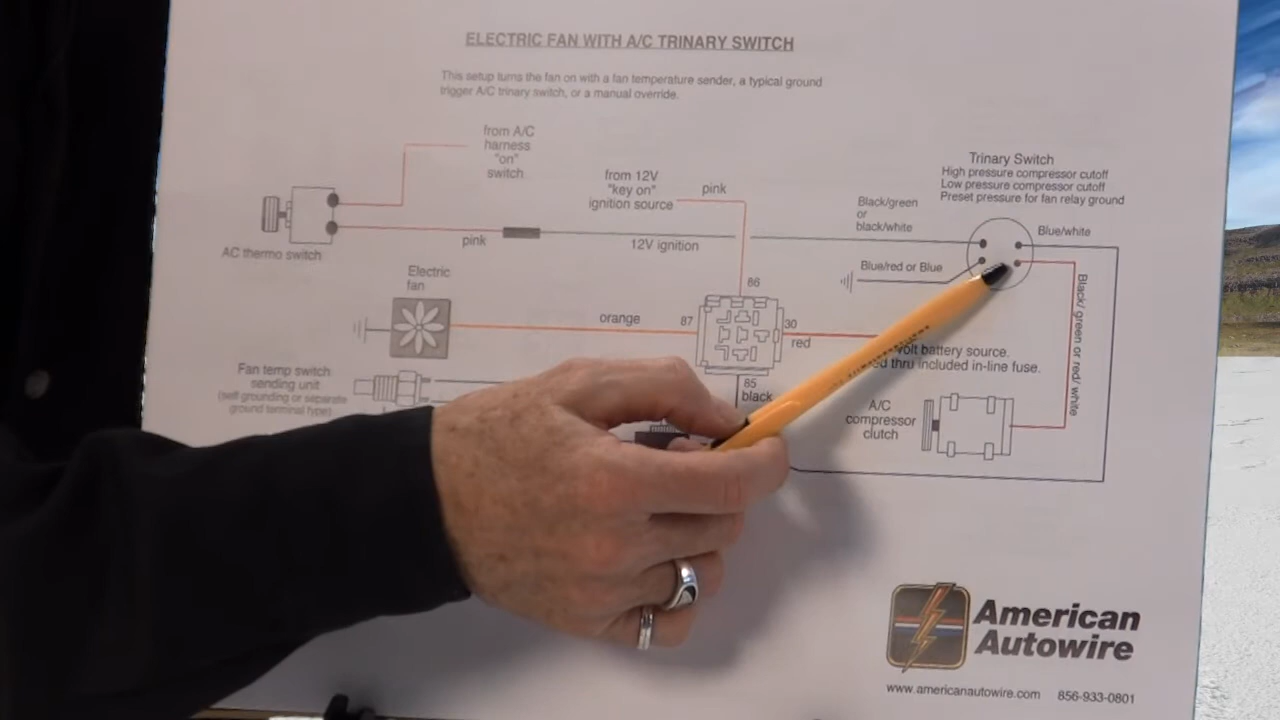 ELECTRIC FAN WITH A/C TRINARY SWITCH
This setup turns the fan on with a fan temperature sender, a typical ground
trigger A/C trinary switch, or a manual override.
from A/C
harness
"on"
switch
from 12V
"key on"
ignition source
pink
Trinary Switch
High pressure compressor cutoff
Low pressure compressor cutoff
Preset pressure for fan relay ground
Black/green
or
black/white
Blue/white
AC thermo switch
pink
12V ignition
Blue/red or Blue
Electric
fan
86
orange
87
30
red
volt battery source.
thru included in-line fuse.
Black/ green or red/ white
Fan temp switch
sending unit
(self grounding or separate
ground terminal type)
85
black
A/C
compressor
clutch
American
Autowire
www.americanautowire.com 856-933-0801